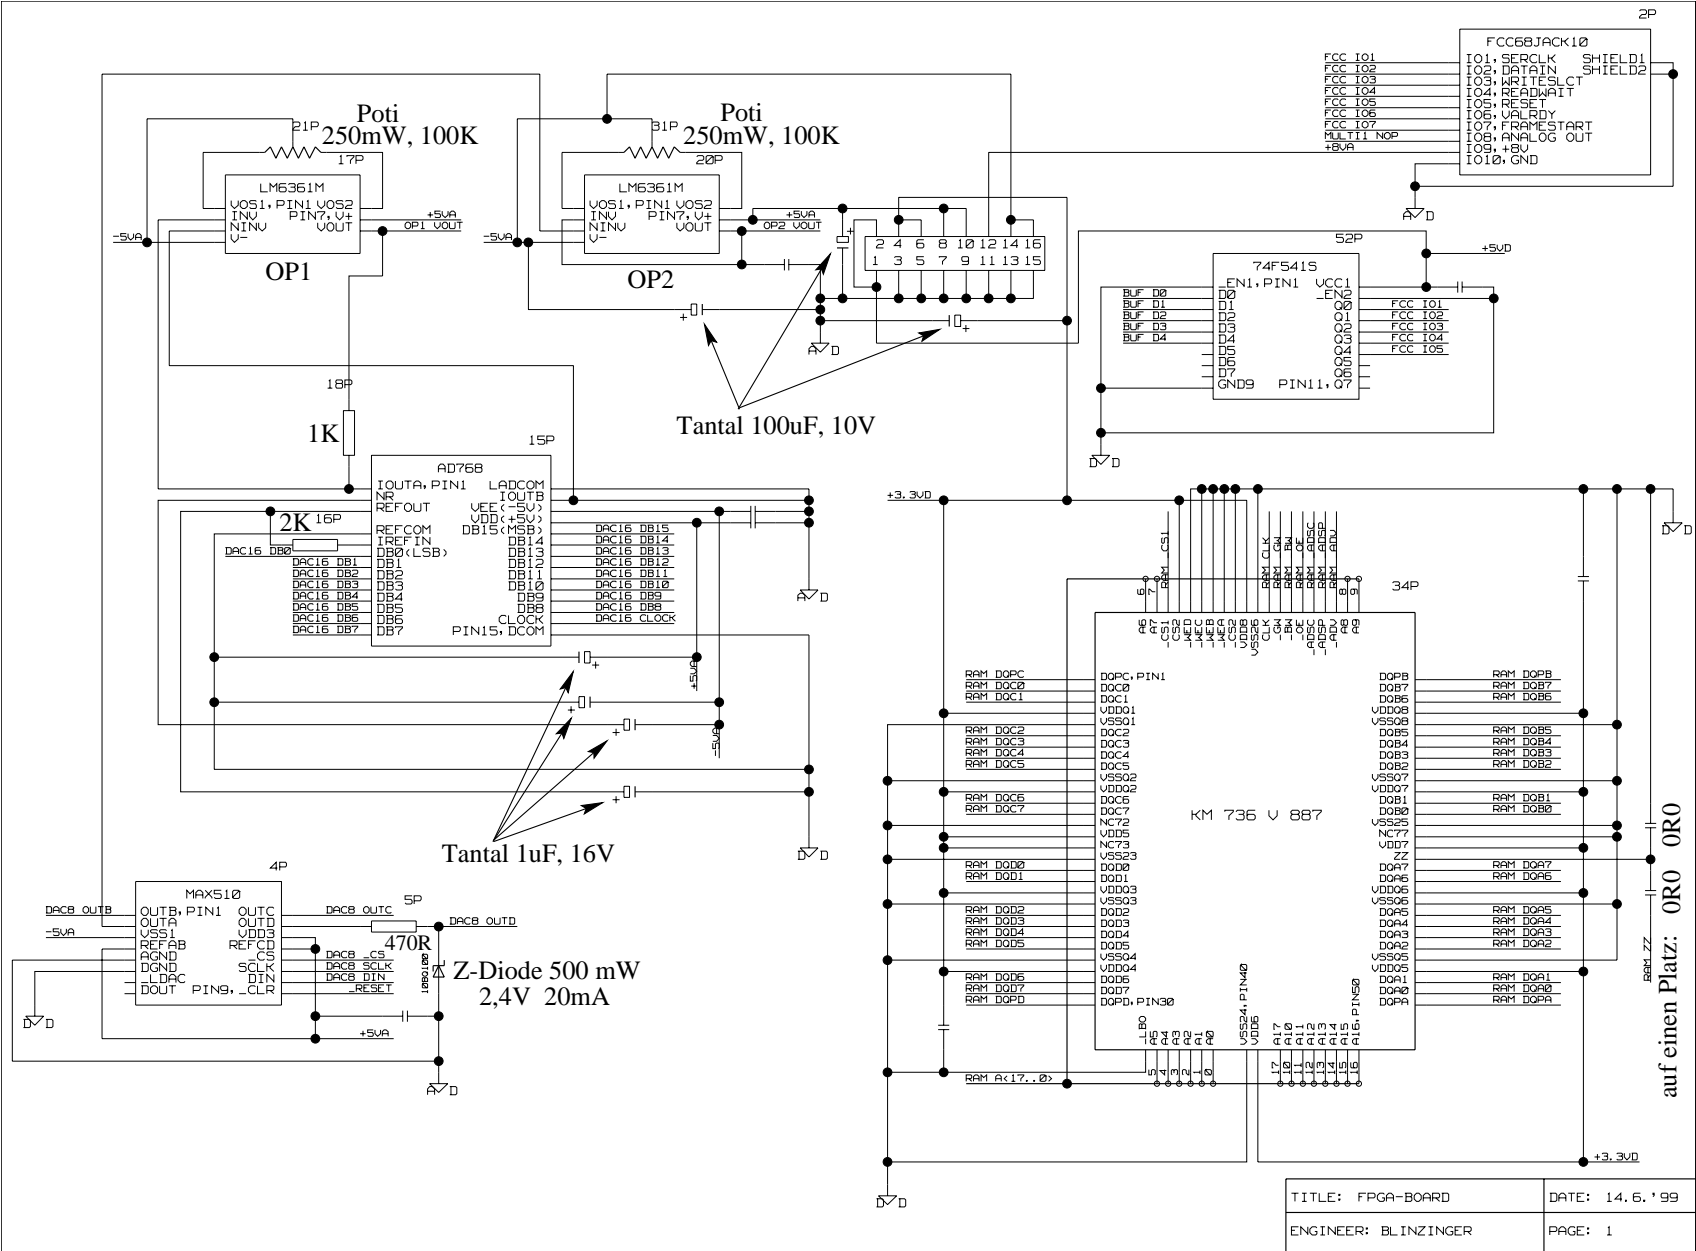 2P
FCC68JACK10
FCC IO1
FCC IO2
FCC IO3
FCC IO4
FCC IO5
FCC IO6
FCC IO7
MULTI1 NOP
+8VA
IO1,SERCLK SHIELD1
IO2,DATAIN SHIELD2
IO3,WRITESLCT
IO4,READWAIT
IO5,RESET
IO6,VALRDY
IO7,FRAMESTART
IO8,ANALOG OUT
IO9,+8V
IO10,GND
A D
Poti
21P
250mW, 100K
17P
LM6361M
VOS1,PIN1 VOS2
INV PIN7,V+
NINV VOUT
V-
+5VA
OP1 VOUT
-5VA
OP1
Poti
31P
250mW, 100K
20P
LM6361M
VOS1,PIN1 VOS2
INV PIN7,V+
NINV VOUT
V-
+5VA
OP2 VOUT
-5VA
OP2
+
2 4 6 8 10 12 14 16
1 3 5 7 9 11 13 15
+
+
A D
Tantal 100uF, 10V
52P
+5VD
74F541S
_EN1,PIN1 VCC1
D0 _EN2
D1 Q0
D2 Q1
D3 Q2
D4 Q3
D5 Q4
D6 Q5
D7 Q6
GND9 PIN11,Q7
BUF D0
BUF D1
BUF D2
BUF D3
BUF D4
FCC IO1
FCC IO2
FCC IO3
FCC IO4
FCC IO5
D D
18P
1K
15P
AD768
IOUTA,PIN1 LADCOM
NR IOUTB
REFOUT VEE(-5V)
VDD(+5V)
REFCOM DB15(MSB)
IREFIN DB14
DB0(LSB) DB13
DB1 DB12
DB2 DB11
DB3 DB10
DB4 DB9
DB5 DB8
DB6 CLOCK
DB7 PIN15,DCOM
2K 16P
DAC16 DB0
DAC16 DB1
DAC16 DB2
DAC16 DB3
DAC16 DB4
DAC16 DB5
DAC16 DB6
DAC16 DB7
DAC16 DB15
DAC16 DB14
DAC16 DB13
DAC16 DB12
DAC16 DB11
DAC16 DB10
DAC16 DB9
DAC16 DB8
DAC16 CLOCK
A D
+
+5VA
+
+
-5VA
+
Tantal 1uF, 16V
D D
4P
MAX510
OUTB,PIN1 OUTC
OUTA OUTD
VSS1 VDD3
REFAB REFCD
AGND _CS
DGND SCLK
_LDAC DIN
DOUT PIN9,_CLR
DAC8 OUTB
-5VA
DAC8 OUTC
5P
470R
DAC8 OUTD
DAC8 _CS
DAC8 SCLK
DAC8 DIN
_RESET
10BQ100
Z-Diode 500 mW
2,4V 20mA
+5VA
D D
A D
+3.3VD
D D
RAM _CS1
RAM CLK
RAM _GW
RAM _BW
RAM _OE
RAM _ADSC
RAM _ADSP
RAM _ADV
6 7 8 9
34P
A6
A7
_CS1
CS2
_WED
_WEC
_WEB
_WEA
_CS2
VDD8
VSS26
CLK
_GW
_BW
_OE
_ADSC
_ADSP
_ADV
A8
A9
KM 736 V 887
RAM DQPC
RAM DQC0
RAM DQC1
RAM DQC2
RAM DQC3
RAM DQC4
RAM DQC5
RAM DQC6
RAM DQC7
RAM DQD0
RAM DQD1
RAM DQD2
RAM DQD3
RAM DQD4
RAM DQD5
RAM DQD6
RAM DQD7
RAM DQPD
DQPC,PIN1
DQC0
DQC1
VDDQ1
VSSQ1
DQC2
DQC3
DQC4
DQC5
VSSQ2
VDDQ2
DQC6
DQC7
NC72
VDD5
NC73
VSS23
DQD0
DQD1
VDDQ3
VSSQ3
DQD2
DQD3
DQD4
DQD5
VSSQ4
VDDQ4
DQD6
DQD7
DQPD,PIN30
DQPB
DQB7
DQB6
VDDQ8
VSSQ8
DQB5
DQB4
DQB3
DQB2
VSSQ7
VDDQ7
DQB1
DQB0
VSS25
NC77
VDD7
ZZ
DQA7
DQA6
VDDQ6
VSSQ6
DQA5
DQA4
DQA3
DQA2
VSSQ5
VDDQ5
DQA1
DQA0
DQPA
RAM DQPB
RAM DQB7
RAM DQB6
RAM DQB5
RAM DQB4
RAM DQB3
RAM DQB2
RAM DQB1
RAM DQB0
RAM DQA7
RAM DQA6
RAM DQA5
RAM DQA4
RAM DQA3
RAM DQA2
RAM DQA1
RAM DQA0
RAM DQPA
RAM ZZ
auf einen Platz: 0R0 0R0
_LBO
A5
A4
A3
A2
A1
A0
VSS24,PIN40
VDD6
A17
A10
A11
A12
A13
A14
A15
A16,PIN50
RAM A<17..0>
5 4 3 2 1 0
17 10 11 12 13 14 15 16
+3.3VD
D D
TITLE: FPGA-BOARD
DATE: 14.6.'99
ENGINEER: BLINZINGER
PAGE: 1